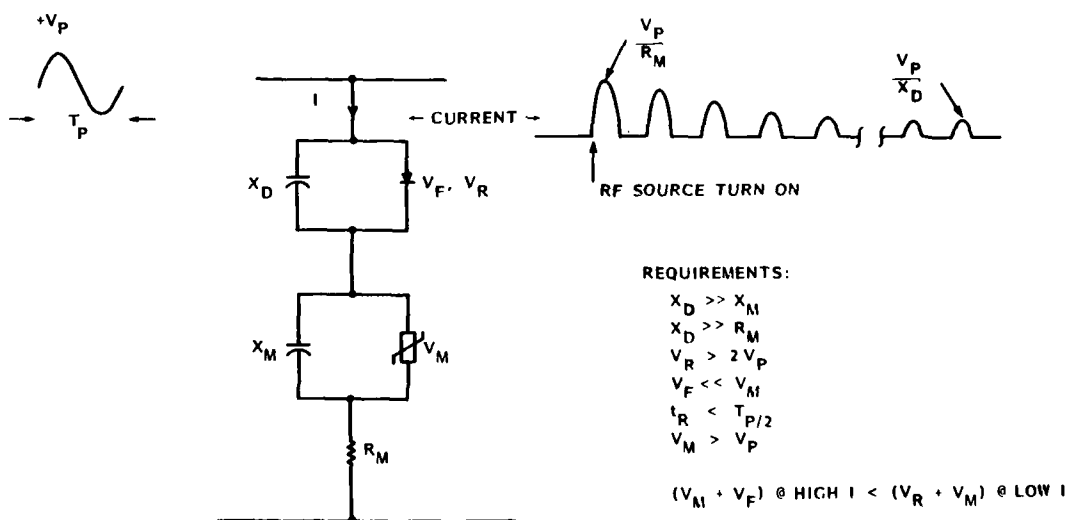 +V_P
T_P
I
← CURRENT →
V_P
R_M
V_P
X_D
RF SOURCE TURN ON
X_D
V_F, V_R
X_M
V_M
R_M
REQUIREMENTS:
X_D >> X_M
X_D >> R_M
V_R > 2 V_P
V_F << V_M
t_R < T_P/2
V_M > V_P
(V_M + V_F) @ HIGH I < (V_R + V_M) @ LOW I